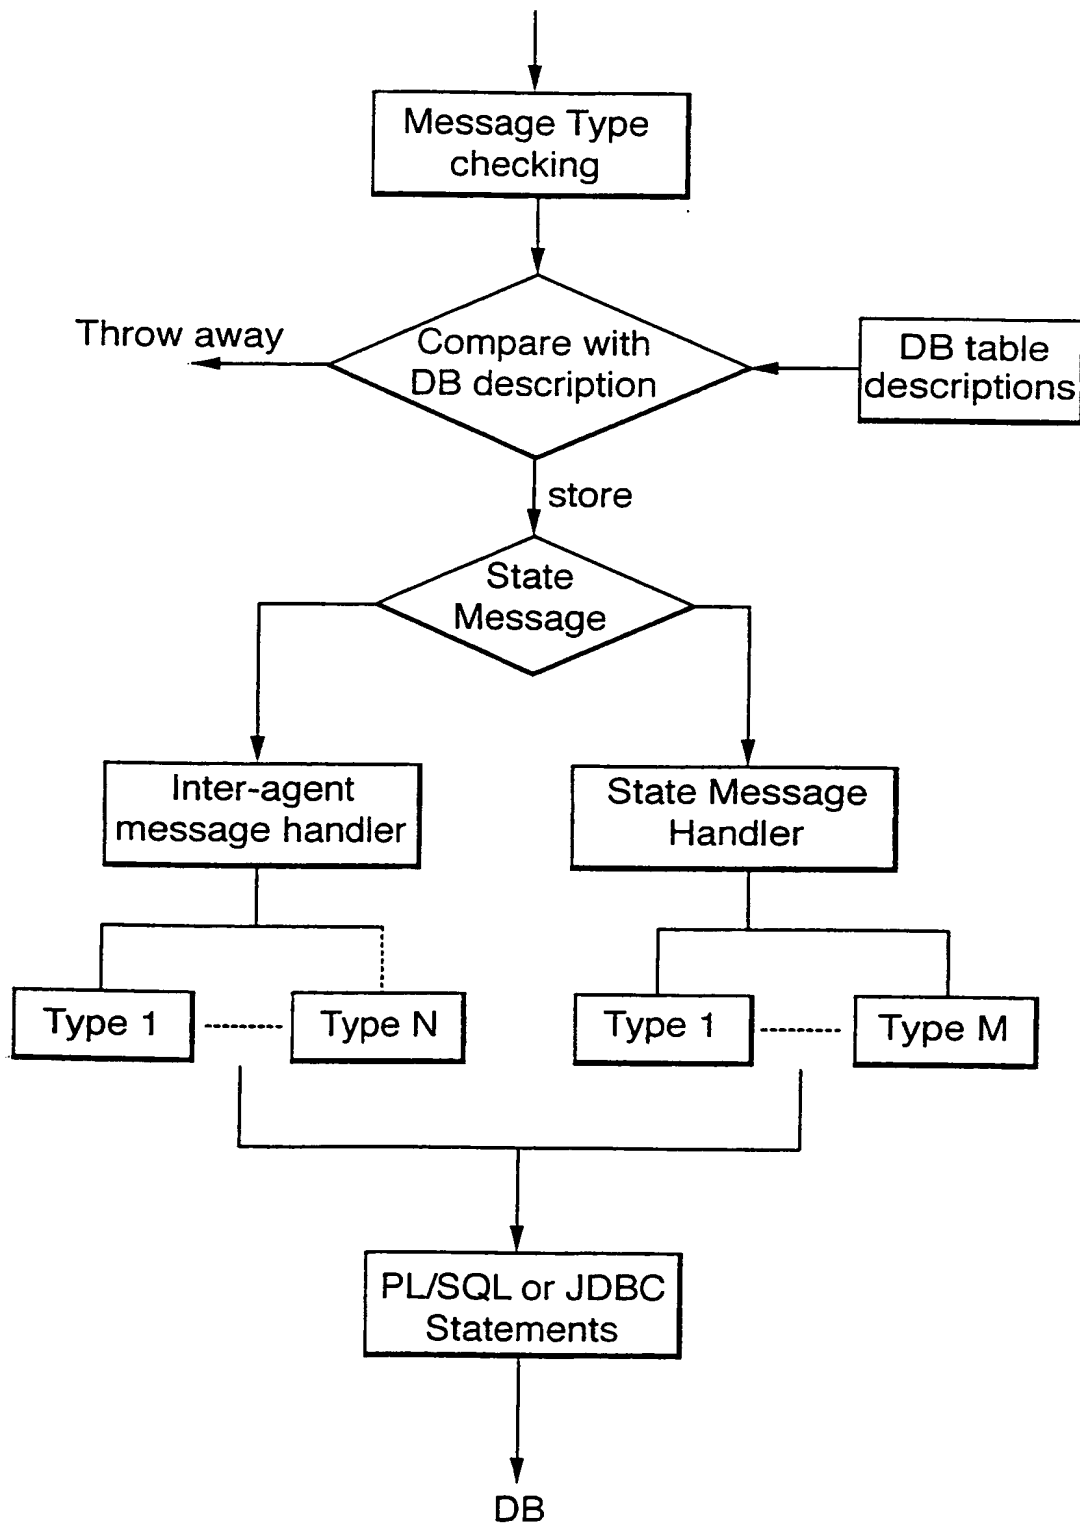 Message Type
checking
Throw away
Compare with
DB description
DB table
descriptions
store
State
Message
Inter-agent
message handler
State Message
Handler
Type 1
Type N
Type 1
Type M
PL/SQL or JDBC
Statements
DB